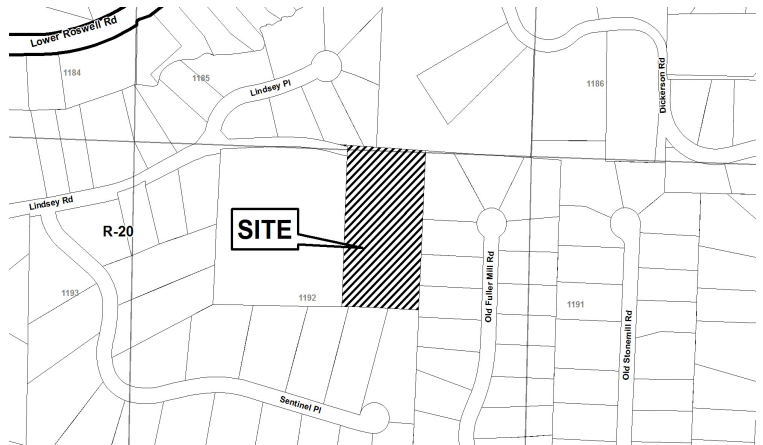 Lower Roswell Rd
1184
1185
Lindsey Pl
1186
Dickerson Rd
Lindsey Rd
R-20
SITE
1193
1192
Old Fuller Mill Rd
1191
Old Stonemill Rd
Sentinel Pl